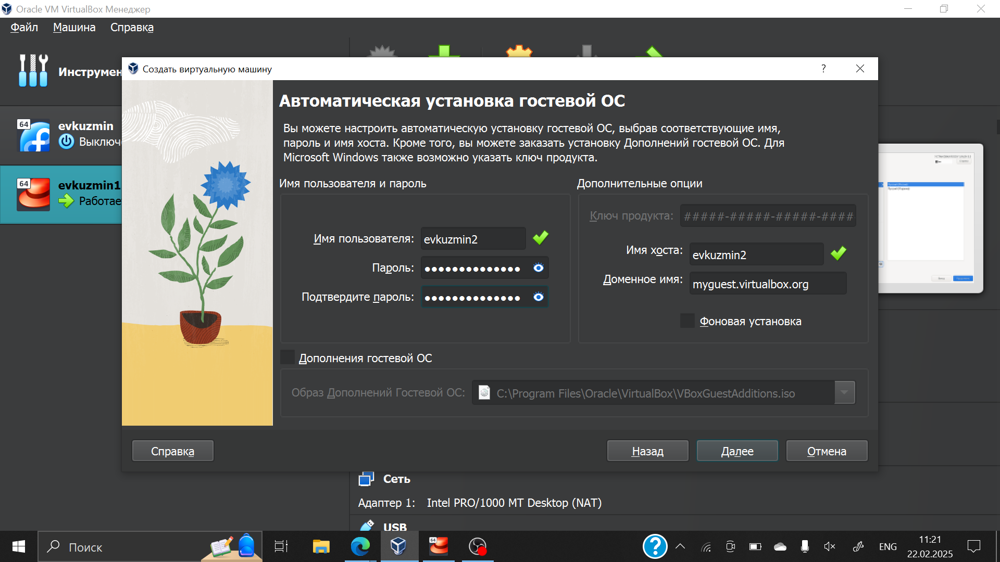 Oracle VM VirtualBox Менеджер
Файл Машина Справка
Инструмен
64 evkuzmin
Выключе
64 evkuzmin1
Работае
Создать виртуальную машину
Автоматическая установка гостевой ОС
Вы можете настроить автоматическую установку гостевой ОС, выбрав соответствующие имя,
пароль и имя хоста. Кроме того, вы можете заказать установку Дополнений гостевой ОС. Для
Microsoft Windows также возможно указать ключ продукта.
Имя пользователя и пароль
Имя пользователя: evkuzmin2
Пароль: ●●●●●●●●●●●●●●
Подтвердите пароль: ●●●●●●●●●●●●●●
Дополнительные опции
Ключ продукта: #####-#####-#####-####
Имя хоста: evkuzmin2
Доменное имя: myguest.virtualbox.org
Фоновая установка
Дополнения гостевой ОС
Образ Дополнений Гостевой ОС: C:\Program Files\Oracle\VirtualBox\VBoxGuestAdditions.iso
Справка Назад Далее Отмена
Сеть
Адаптер 1: Intel PRO/1000 MT Desktop (NAT)
USB
Поиск
64
ENG
11:21
22.02.2025